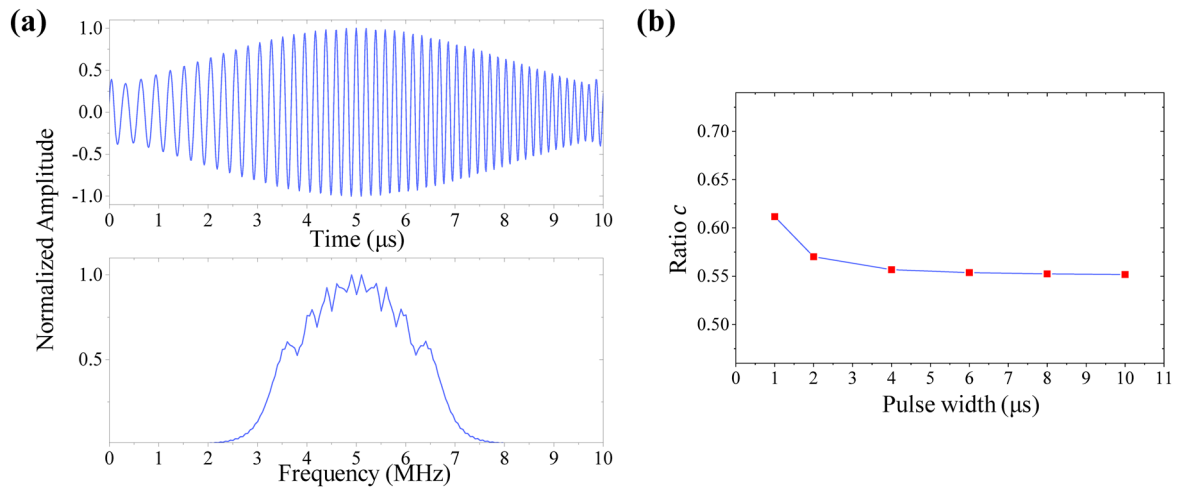 (a)
Normalized Amplitude
1.0
0.5
0.0
-0.5
-1.0
0 1 2 3 4 5 6 7 8 9 10
Time (μs)
1.0
0.5
0 1 2 3 4 5 6 7 8 9 10
Frequency (MHz)
(b)
Ratio c
0.70
0.65
0.60
0.55
0.50
0 1 2 3 4 5 6 7 8 9 10 11
Pulse width (μs)